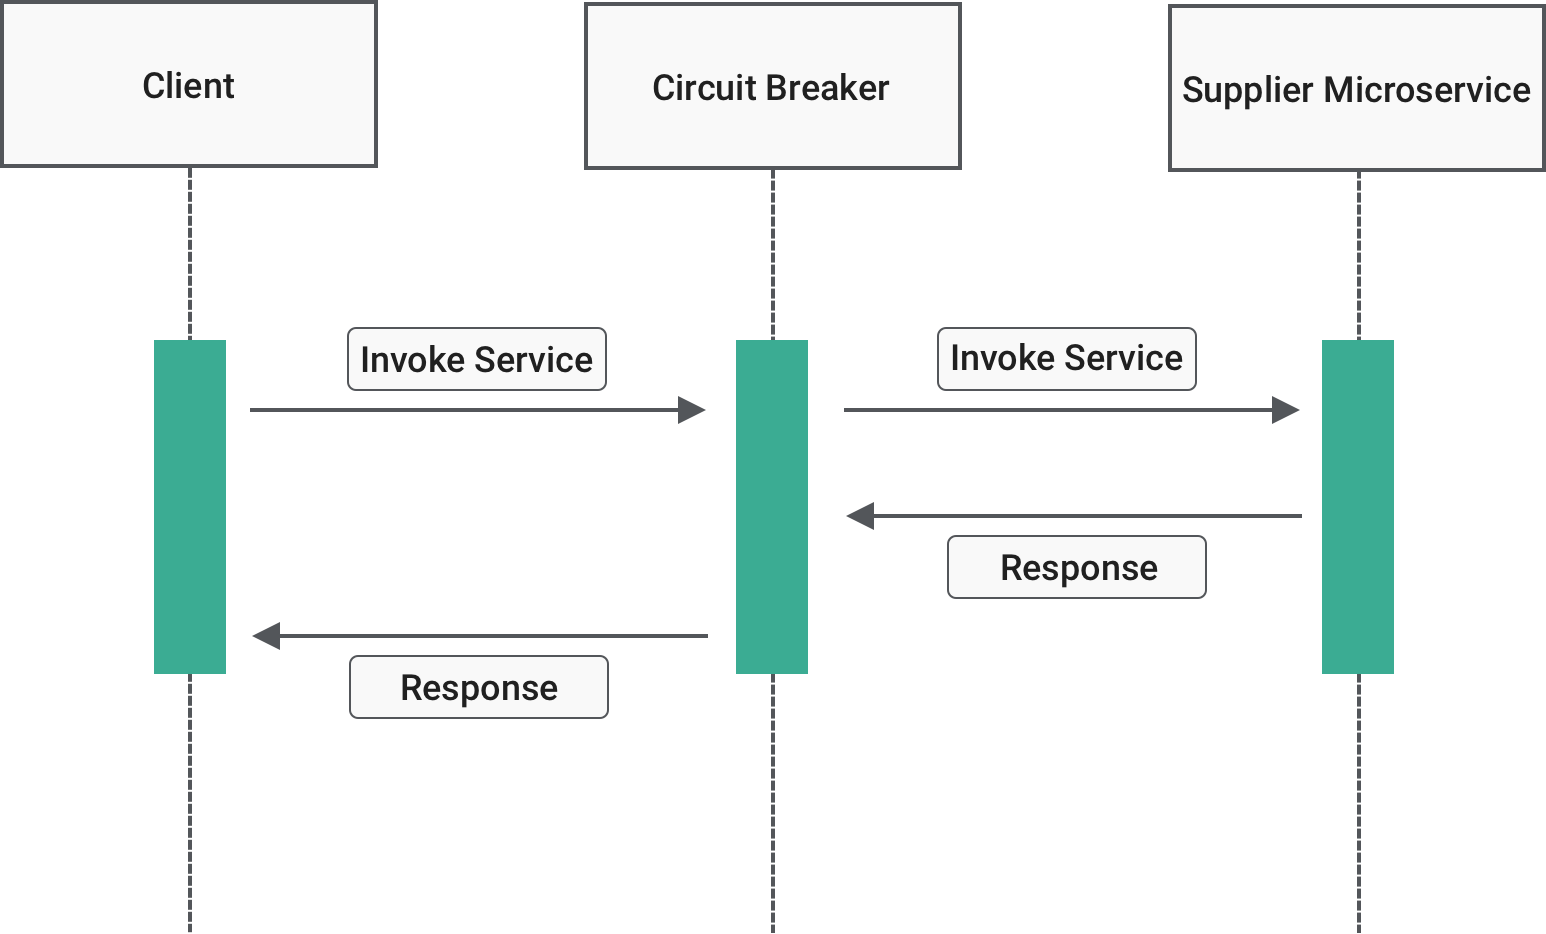 Client
Circuit Breaker
Supplier Microservice
Invoke Service
Invoke Service
Response
Response